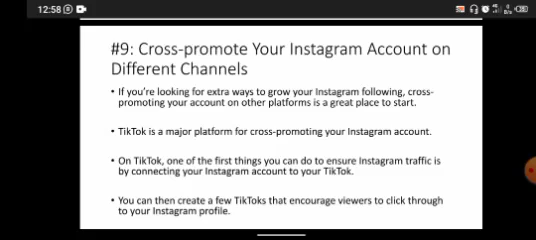 12:58
#9: Cross-promote Your Instagram Account on
Different Channels
• If you're looking for extra ways to grow your Instagram following, cross-
promoting your account on other platforms is a great place to start.
• TikTok is a major platform for cross-promoting your Instagram account.
• On TikTok, one of the first things you can do to ensure Instagram traffic is
by connecting your Instagram account to your TikTok.
• You can then create a few TikToks that encourage viewers to click through
to your Instagram profile.